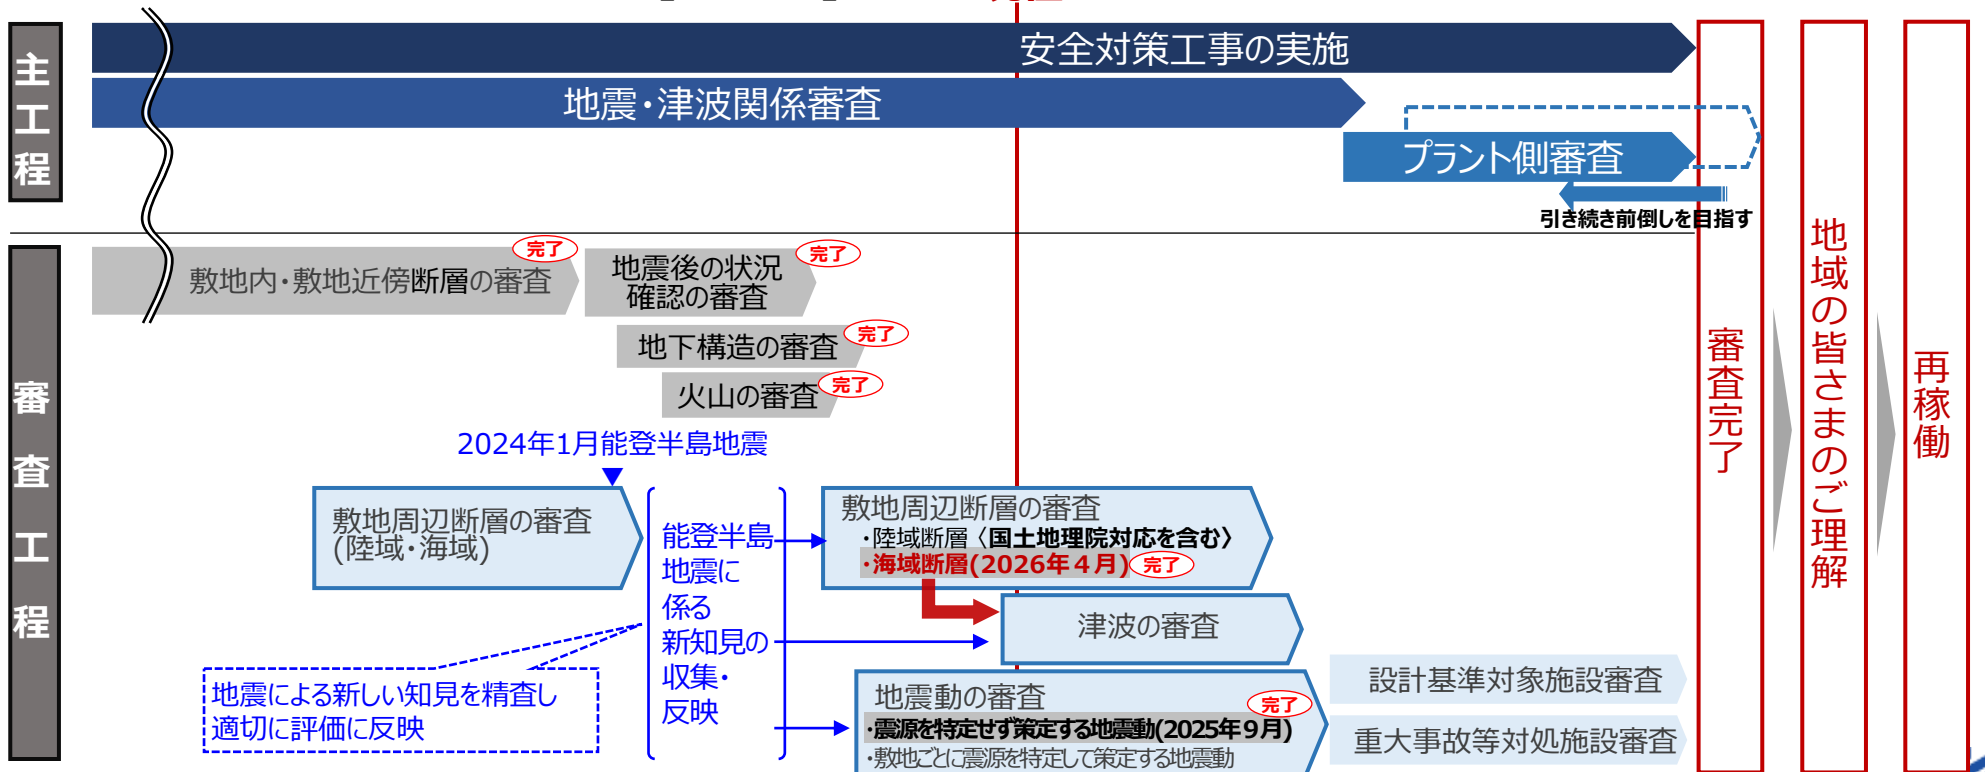 主工程
安全対策工事の実施
地震・津波関係審査
プラント側審査
引き続き前倒しを目指す
審査工程
敷地内・敷地近傍断層の審査
完了
地震後の状況
確認の審査
完了
地下構造の審査
完了
火山の審査
完了
2024年1月能登半島地震
敷地周辺断層の審査
(陸域・海域)
能登半島
地震に
係る
新知見の
収集・
反映
地震による新しい知見を精査し
適切に評価に反映
敷地周辺断層の審査
・陸域断層〈国土地理院対応を含む〉
・海域断層(2026年4月)
完了
津波の審査
地震動の審査
完了
・震源を特定せず策定する地震動(2025年9月)
・敷地ごとに震源を特定して策定する地震動
設計基準対象施設審査
重大事故等対処施設審査
審査完了
地域の皆さまのご理解
再稼働